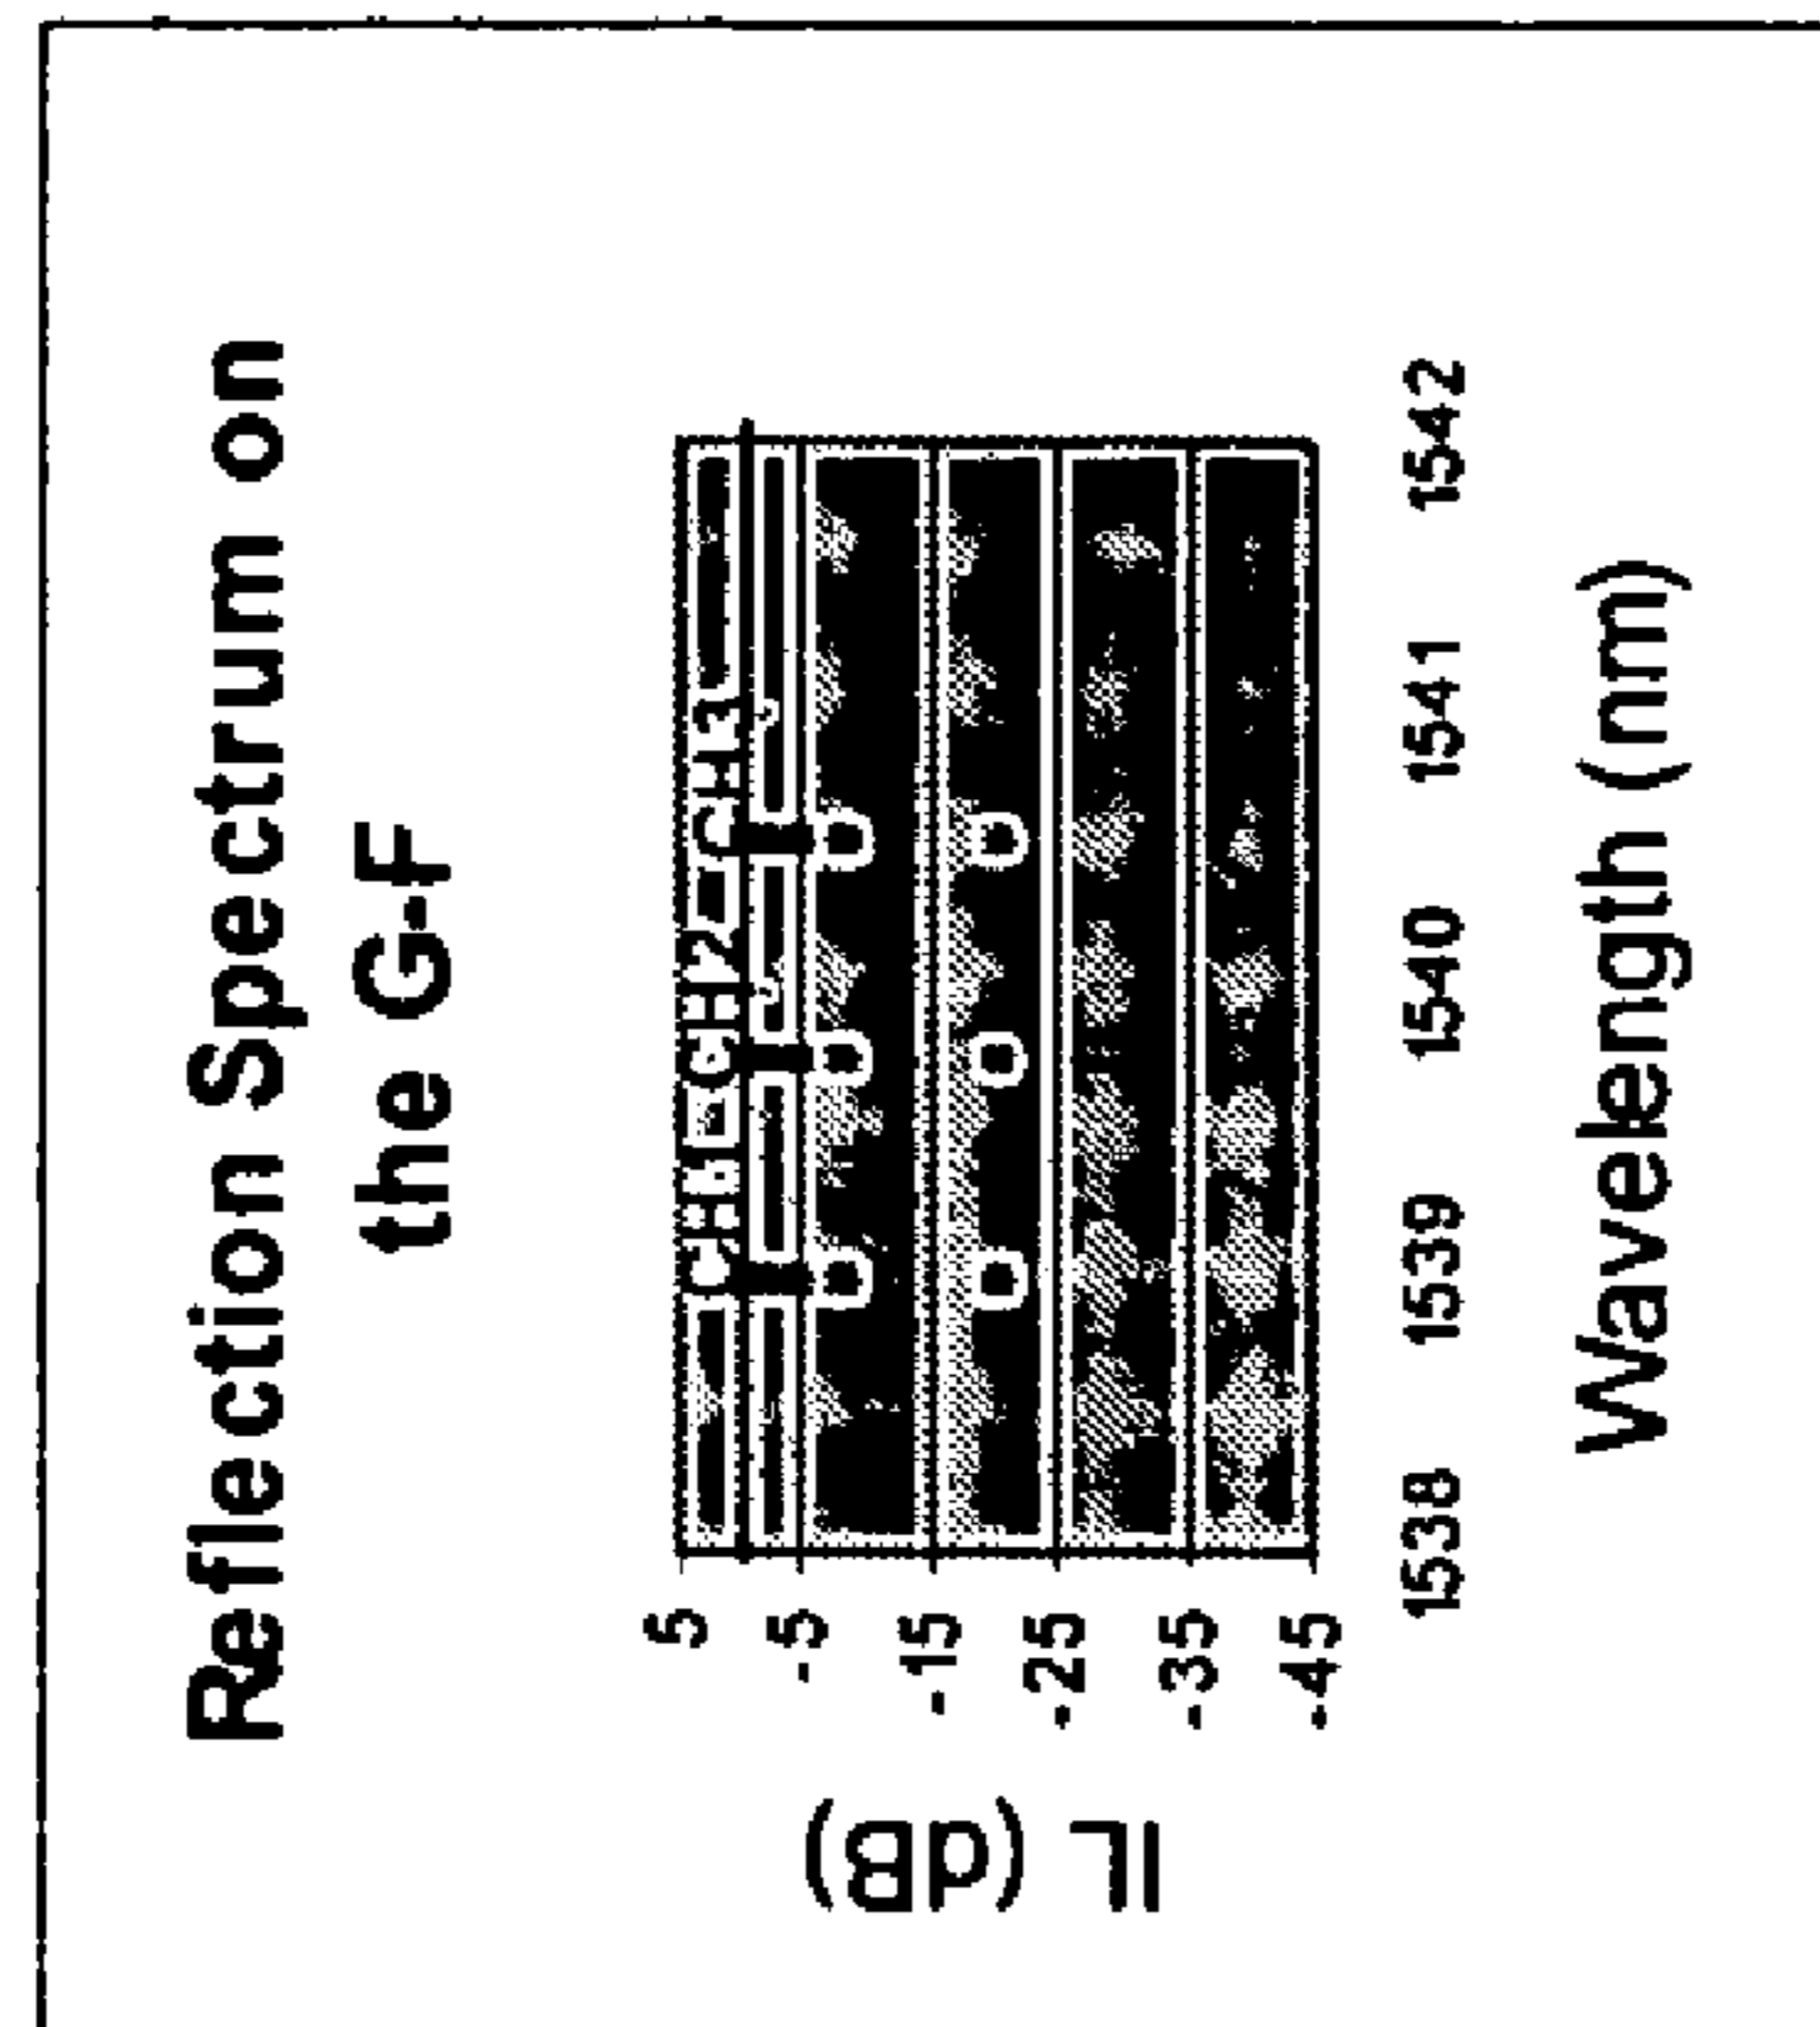 Reflection Spectrum on
the G-F
CH1 CH2 CH3
5
-5
-15
-25
-35
-45
IL (dB)
1538 1539 1540 1541 1542
Wavelength (nm)